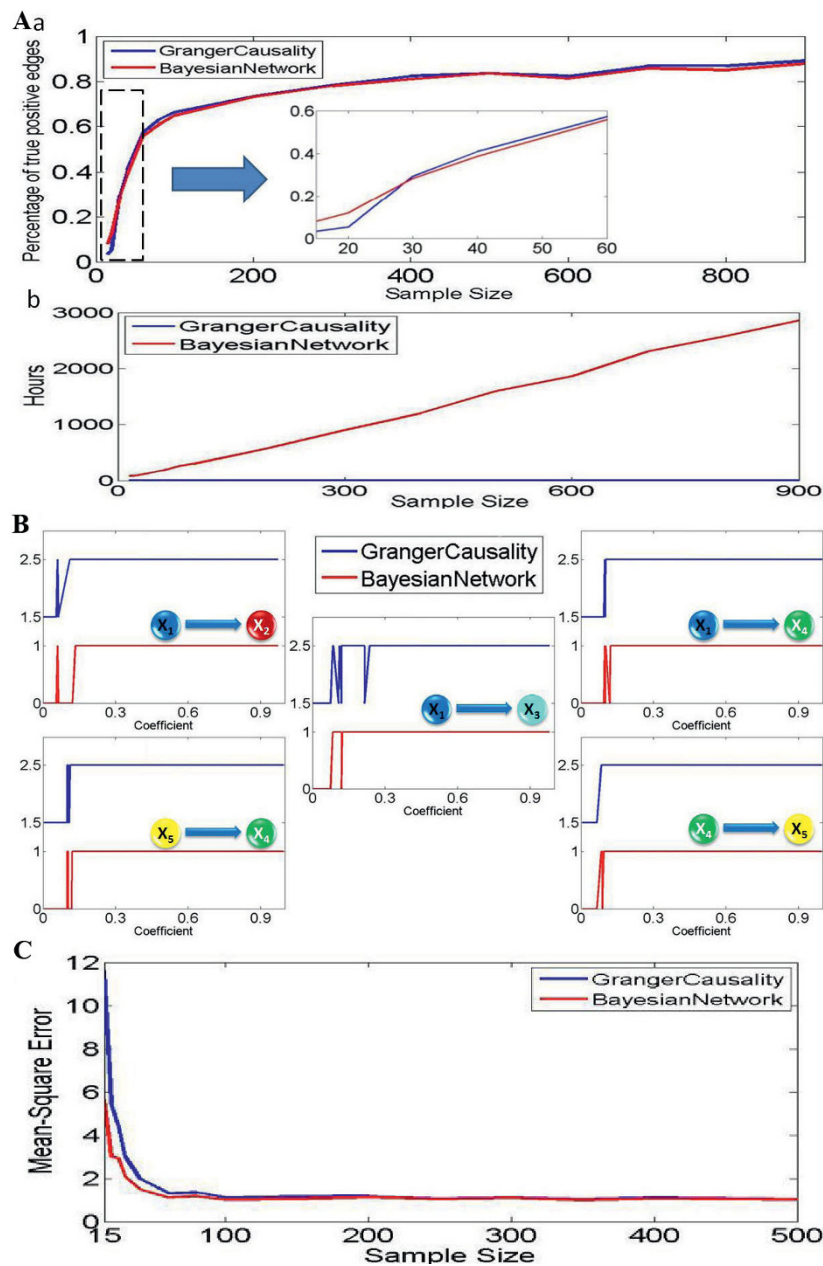 Aa
1
0.8
0.6
0.4
0.2
0
Percentage of true positive edges
GrangerCausality
BayesianNetwork
0.6
0.4
0.2
0
20 30 40 50 60
0 200 400 600 800
Sample Size
b
3000
2000
1000
0
Hours
GrangerCausality
BayesianNetwork
0 300 600 900
Sample Size
B
2.5
1.5
1
0
X1 X2
0 0.3 0.6 0.9
Coefficient
GrangerCausality
BayesianNetwork
2.5
1.5
1
0
X1 X3
0 0.3 0.6 0.9
Coefficient
2.5
1.5
1
0
X1 X4
0 0.3 0.6 0.9
Coefficient
2.5
1.5
1
0
X5 X4
0 0.3 0.6 0.9
Coefficient
2.5
1.5
1
0
X4 X5
0 0.3 0.6 0.9
Coefficient
C
12
10
8
6
4
2
0
Mean-Square Error
GrangerCausality
BayesianNetwork
15 100 200 300 400 500
Sample Size